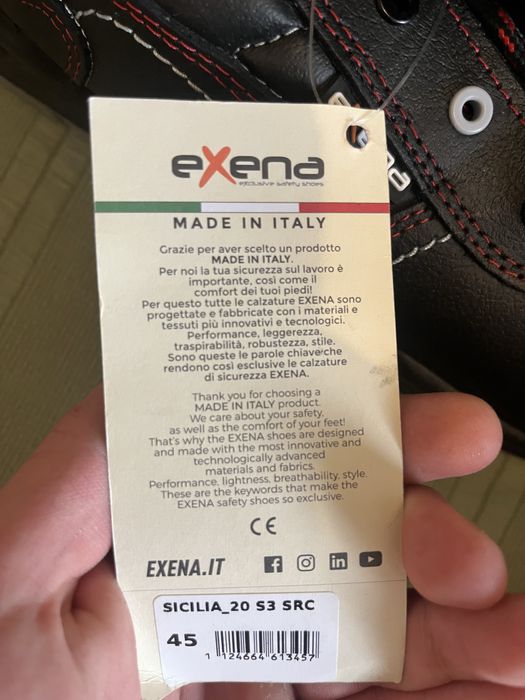 eXena
exclusive safety shoes
MADE IN ITALY
Grazie per aver scelto un prodotto
MADE IN ITALY.
Per noi la tua sicurezza sul lavoro è
importante, così come il
comfort dei tuoi piedi!
Per questo tutte le calzature EXENA sono
progettate e fabbricate con i materiali e
tessuti più innovativi e tecnologici.
Performance, leggerezza,
traspirabilità, robustezza, stile.
Sono queste le parole chiave che
rendono così esclusive le calzature
di sicurezza EXENA.
Thank you for choosing a
MADE IN ITALY product.
We care about your safety,
as well as the comfort of your feet!
That's why the EXENA shoes are designed
and made with the most innovative and
technologically advanced
materials and fabrics.
Performance, lightness, breathability, style.
These are the keywords that make the
EXENA safety shoes so exclusive.
CE
EXENA.IT
SICILIA_20 S3 SRC
45
1 124664 613457